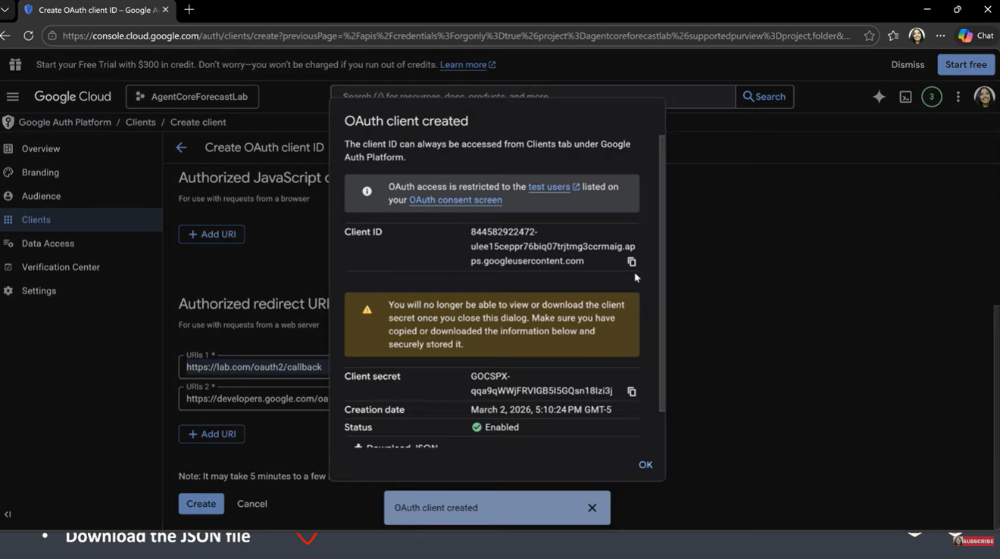 Create OAuth client ID – Google A
https://console.cloud.google.com/auth/clients/create?previousPage=%2Fapis%2Fcredentials%3Forgonly%3Dtrue%26project%3Dagentcoreforecastlab%26supportedpurview%3Dproject,folder&...
Chat
Start your Free Trial with $300 in credit. Don't worry—you won't be charged if you run out of credits. Learn more
Dismiss
Start free
Google Cloud
AgentCoreForecastLab
Search (/) for resources, docs, products, and more
Search
3
Google Auth Platform / Clients / Create client
Overview
Branding
Audience
Clients
Data Access
Verification Center
Settings
Create OAuth client ID
Authorized JavaScript o
For use with requests from a browser
+ Add URI
Authorized redirect URI
For use with requests from a web server
URIs 1 *
https://lab.com/oauth2/callback
URIs 2 *
https://developers.google.com/oa
+ Add URI
Note: It may take 5 minutes to a few
Create
Cancel
OAuth client created
The client ID can always be accessed from Clients tab under Google
Auth Platform.
OAuth access is restricted to the test users listed on
your OAuth consent screen
Client ID
844582922472-
ulee15ceppr76biq07trjtmg3ccrmaig.ap
ps.googleusercontent.com
You will no longer be able to view or download the client
secret once you close this dialog. Make sure you have
copied or downloaded the information below and
securely stored it.
Client secret
GOCSPX-
qqa9qWWjFRVIGB5I5GQsn18Izi3j
Creation date
March 2, 2026, 5:10:24 PM GMT-5
Status
Enabled
Download JSON
OK
OAuth client created
• Download the JSON file
SUBSCRIBE